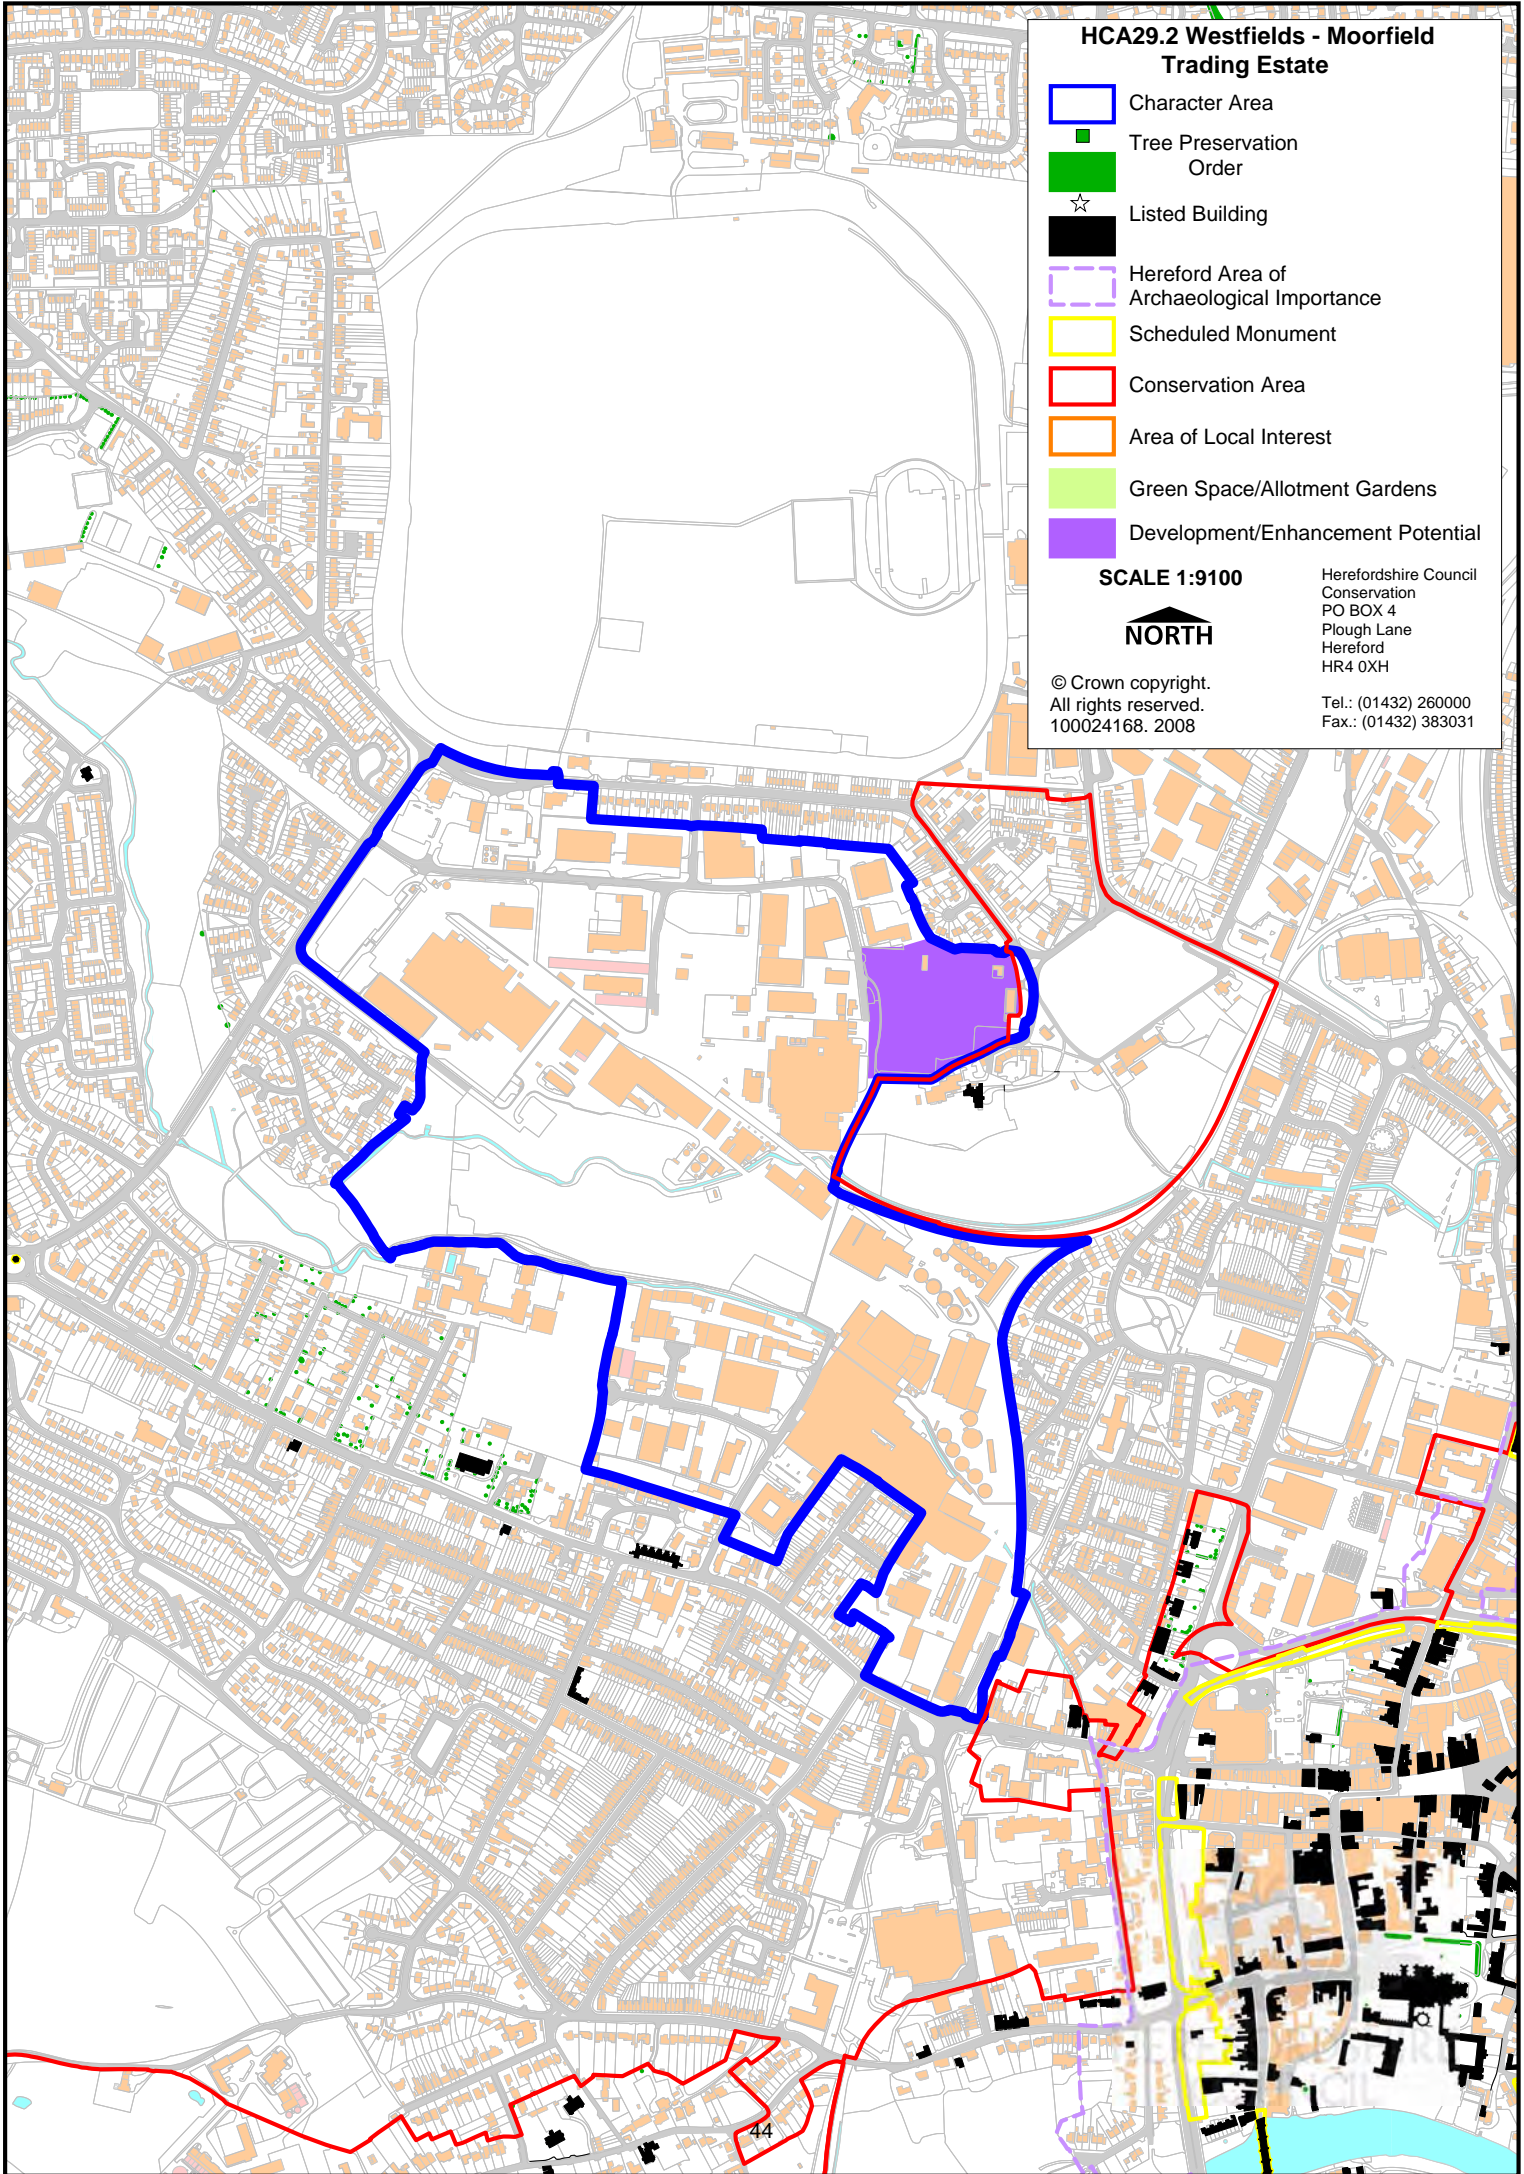 HCA29.2 Westfields - Moorfield
Trading Estate
Character Area
Tree Preservation
Order
Listed Building
Hereford Area of
Archaeological Importance
Scheduled Monument
Conservation Area
Area of Local Interest
Green Space/Allotment Gardens
Development/Enhancement Potential
SCALE 1:9100
NORTH
© Crown copyright.
All rights reserved.
100024168. 2008
Herefordshire Council
Conservation
PO BOX 4
Plough Lane
Hereford
HR4 0XH
Tel.: (01432) 260000
Fax.: (01432) 383031
44